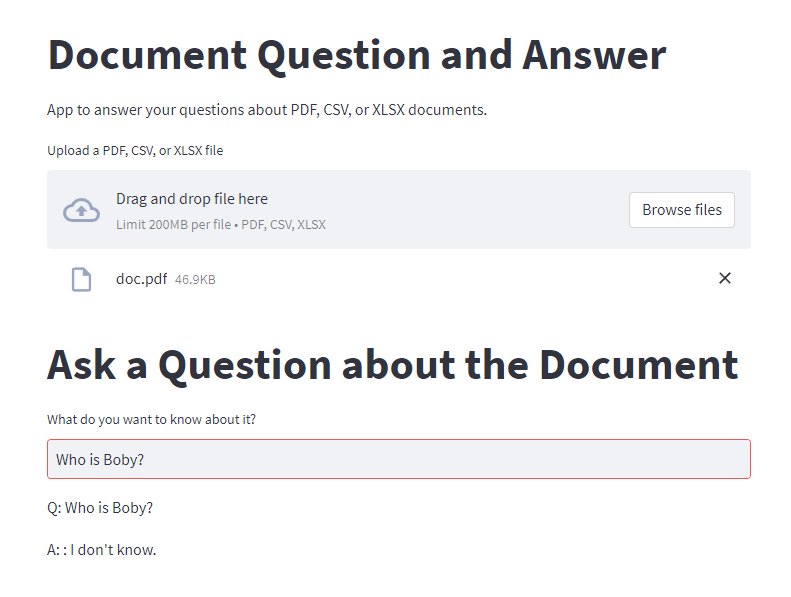 Document Question and Answer
App to answer your questions about PDF, CSV, or XLSX documents.
Upload a PDF, CSV, or XLSX file
Drag and drop file here
Limit 200MB per file • PDF, CSV, XLSX
Browse files
doc.pdf 46.9KB
Ask a Question about the Document
What do you want to know about it?
Who is Boby?
Q: Who is Boby?
A: : I don't know.